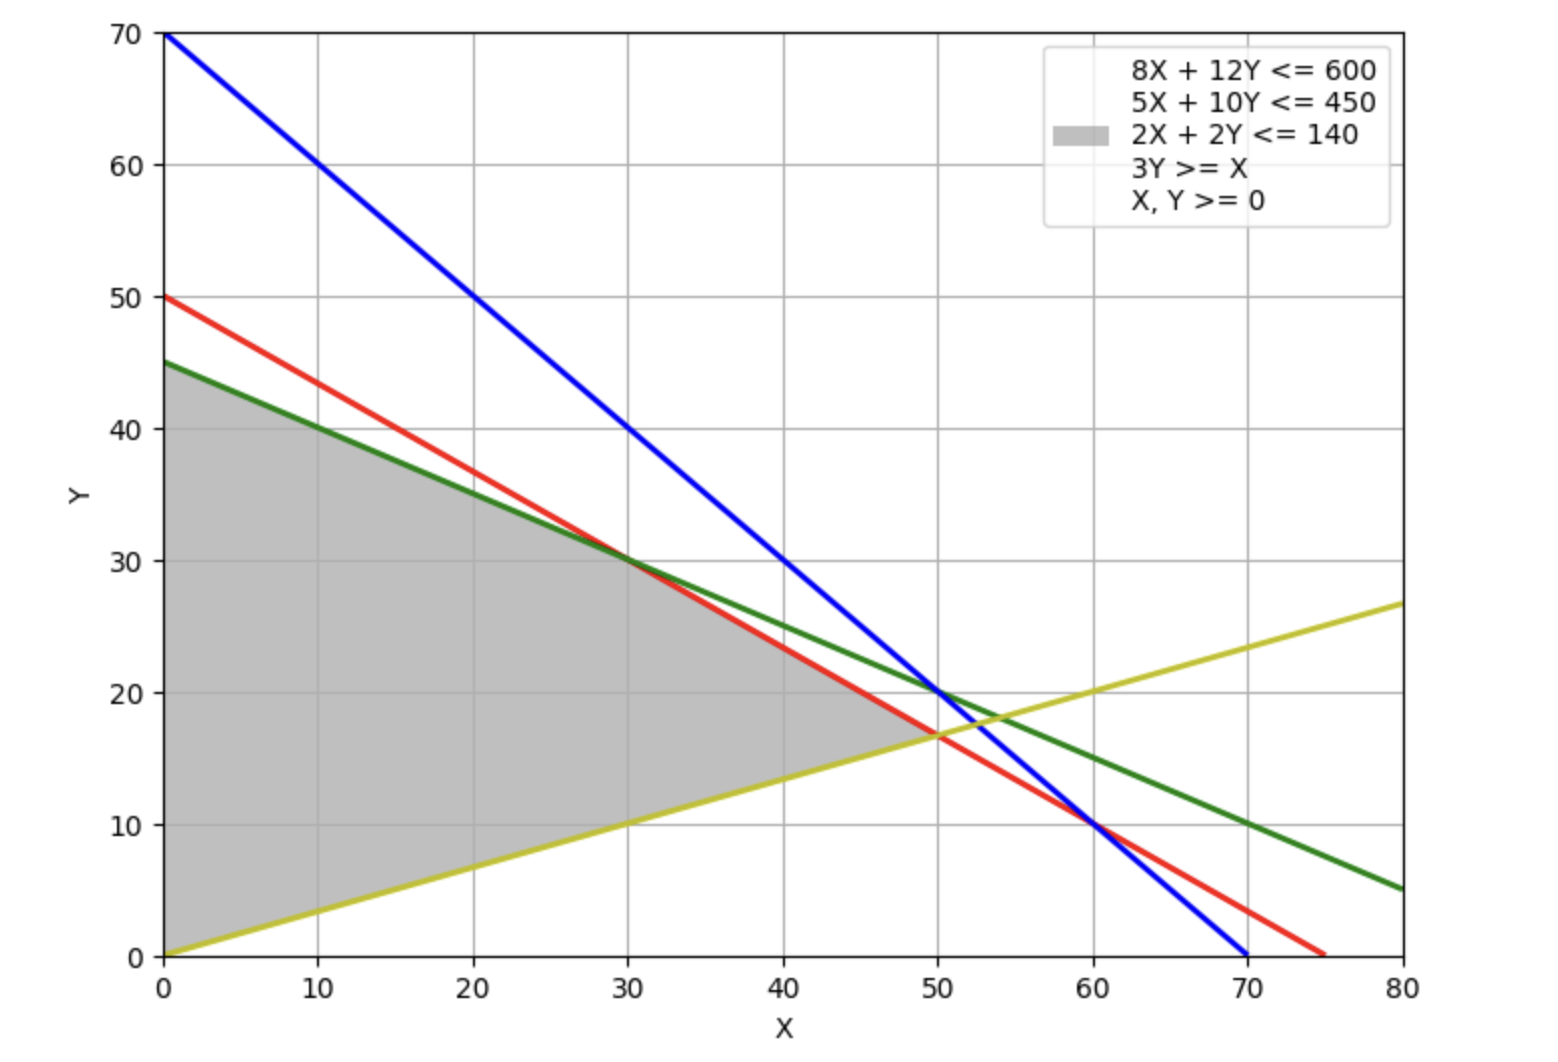 70
60
50
40
30
20
10
0
Y
8X + 12Y <= 600
5X + 10Y <= 450
2X + 2Y <= 140
3Y >= X
X, Y >= 0
0 10 20 30 40 50 60 70 80
X